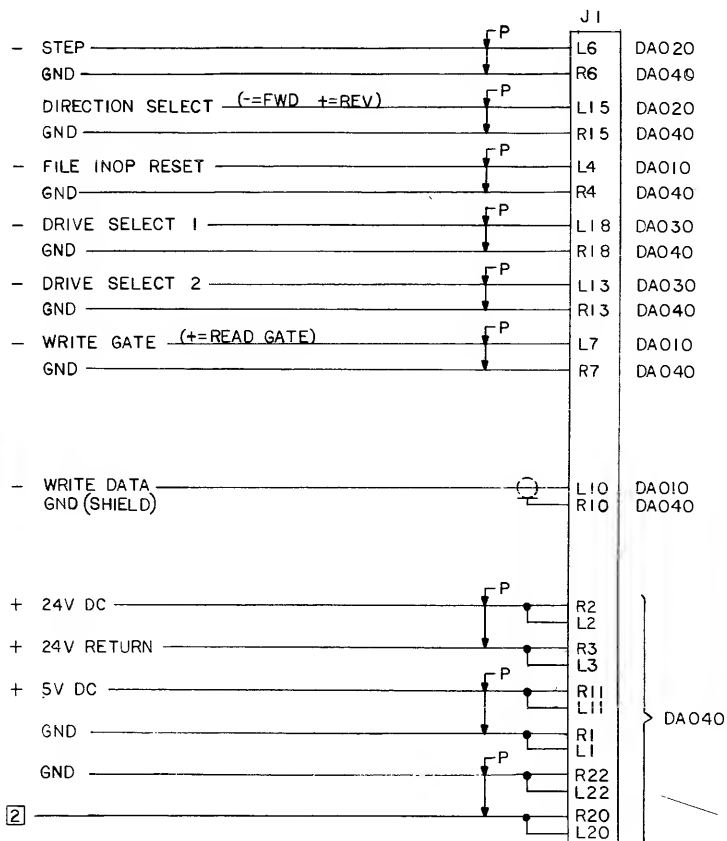 J1
P
- STEP L6 DA020
GND R6 DA040
P
DIRECTION SELECT (-=FWD +=REV) L15 DA020
GND R15 DA040
P
- FILE INOP RESET L4 DA010
GND R4 DA040
P
- DRIVE SELECT 1 L18 DA030
GND R18 DA040
P
- DRIVE SELECT 2 L13 DA030
GND R13 DA040
P
- WRITE GATE (+=READ GATE) L7 DA010
GND R7 DA040
- WRITE DATA L10 DA010
GND (SHIELD) R10 DA040
P
+ 24V DC R2
L2
+ 24V RETURN R3
L3
P
+ 5V DC R11
L11
DA040
GND R1
L1
P
GND R22
L22
2 R20
L20